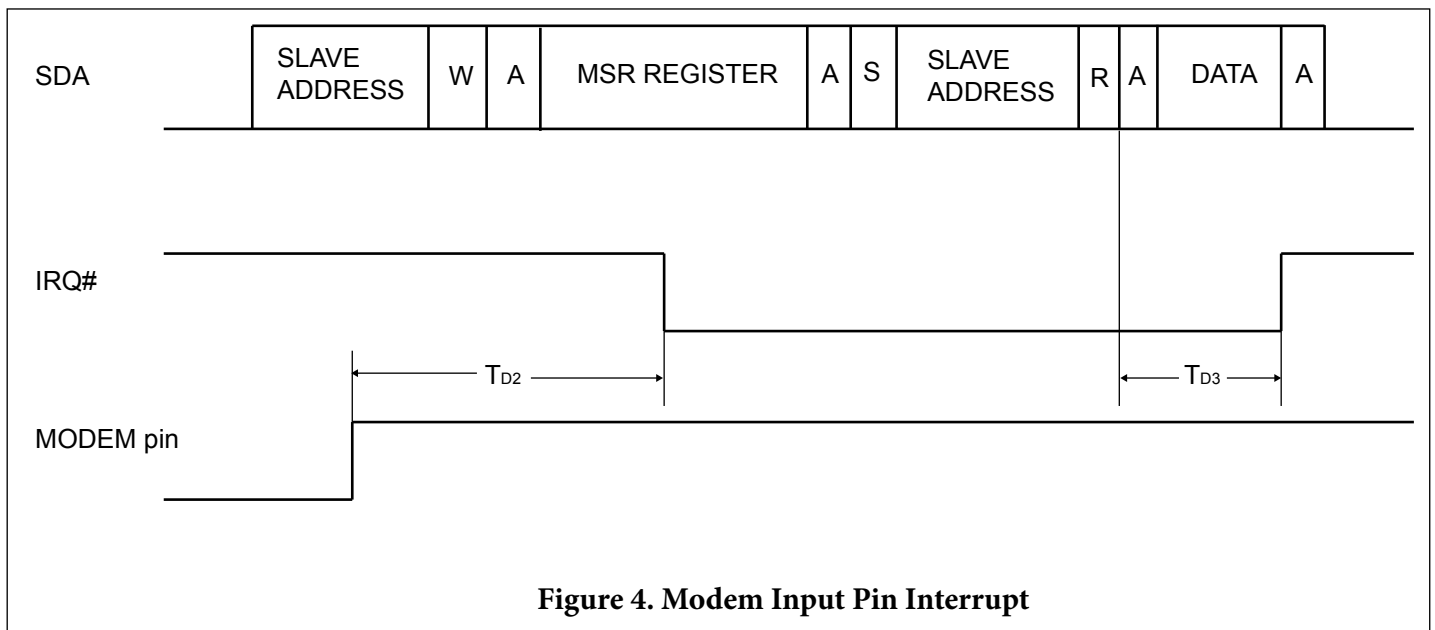 SDA
SLAVE
ADDRESS
W
A
MSR REGISTER
A
S
SLAVE
ADDRESS
R
A
DATA
A
IRQ#
TD2
TD3
MODEM pin
Figure 4. Modem Input Pin Interrupt